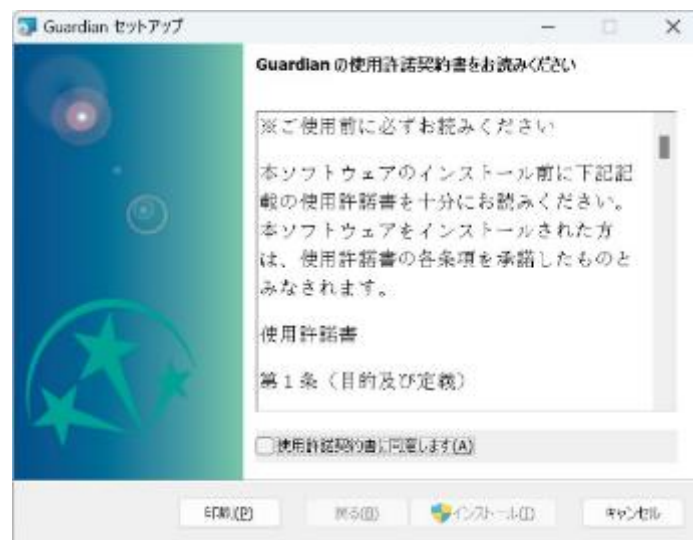 Guardian セットアップ
Guardian の使用許諾契約書をお読みください
※ご使用前に必ずお読みください
本ソフトウェアのインストール前に下記記
載の使用許諾書を十分にお読みください。
本ソフトウェアをインストールされた方
は、使用許諾書の各条項を承諾したものと
みなされます。
使用許諾書
第1条（目的及び定義）
使用許諾契約書に同意します(A)
印刷(P)
戻る(B)
インストール(I)
キャンセル